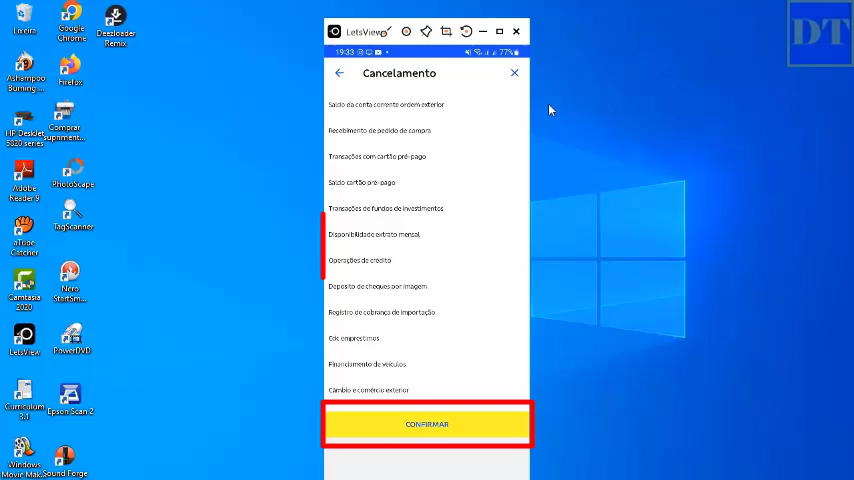 DT
Lixeira
Google
Chrome
Deezloader
Remix
Ashampoo
Burning ...
Firefox
HP DeskJet
5820 series
Comprar
supriment...
Adobe
Reader 9
PhotoScape
aTube
Catcher
TagScanner
Camtasia
2020
Nero
StartSm...
LetsView
PowerDVD
Curriculum
3.1
Epson Scan 2
Windows
Movie Mak...
Sound Forge
LetsView
19:33
77%
Cancelamento
Saldo da conta corrente ordem exterior
Recebimento de pedido de compra
Transações com cartão pré-pago
Saldo cartão pré-pago
Transações de fundos de investimentos
Disponibilidade extrato mensal
Operações de crédito
Deposito de cheques por imagem
Registro de cobrança de importação
Cdc emprestimos
Financiamento de veículos
Câmbio e comércio exterior
CONFIRMAR